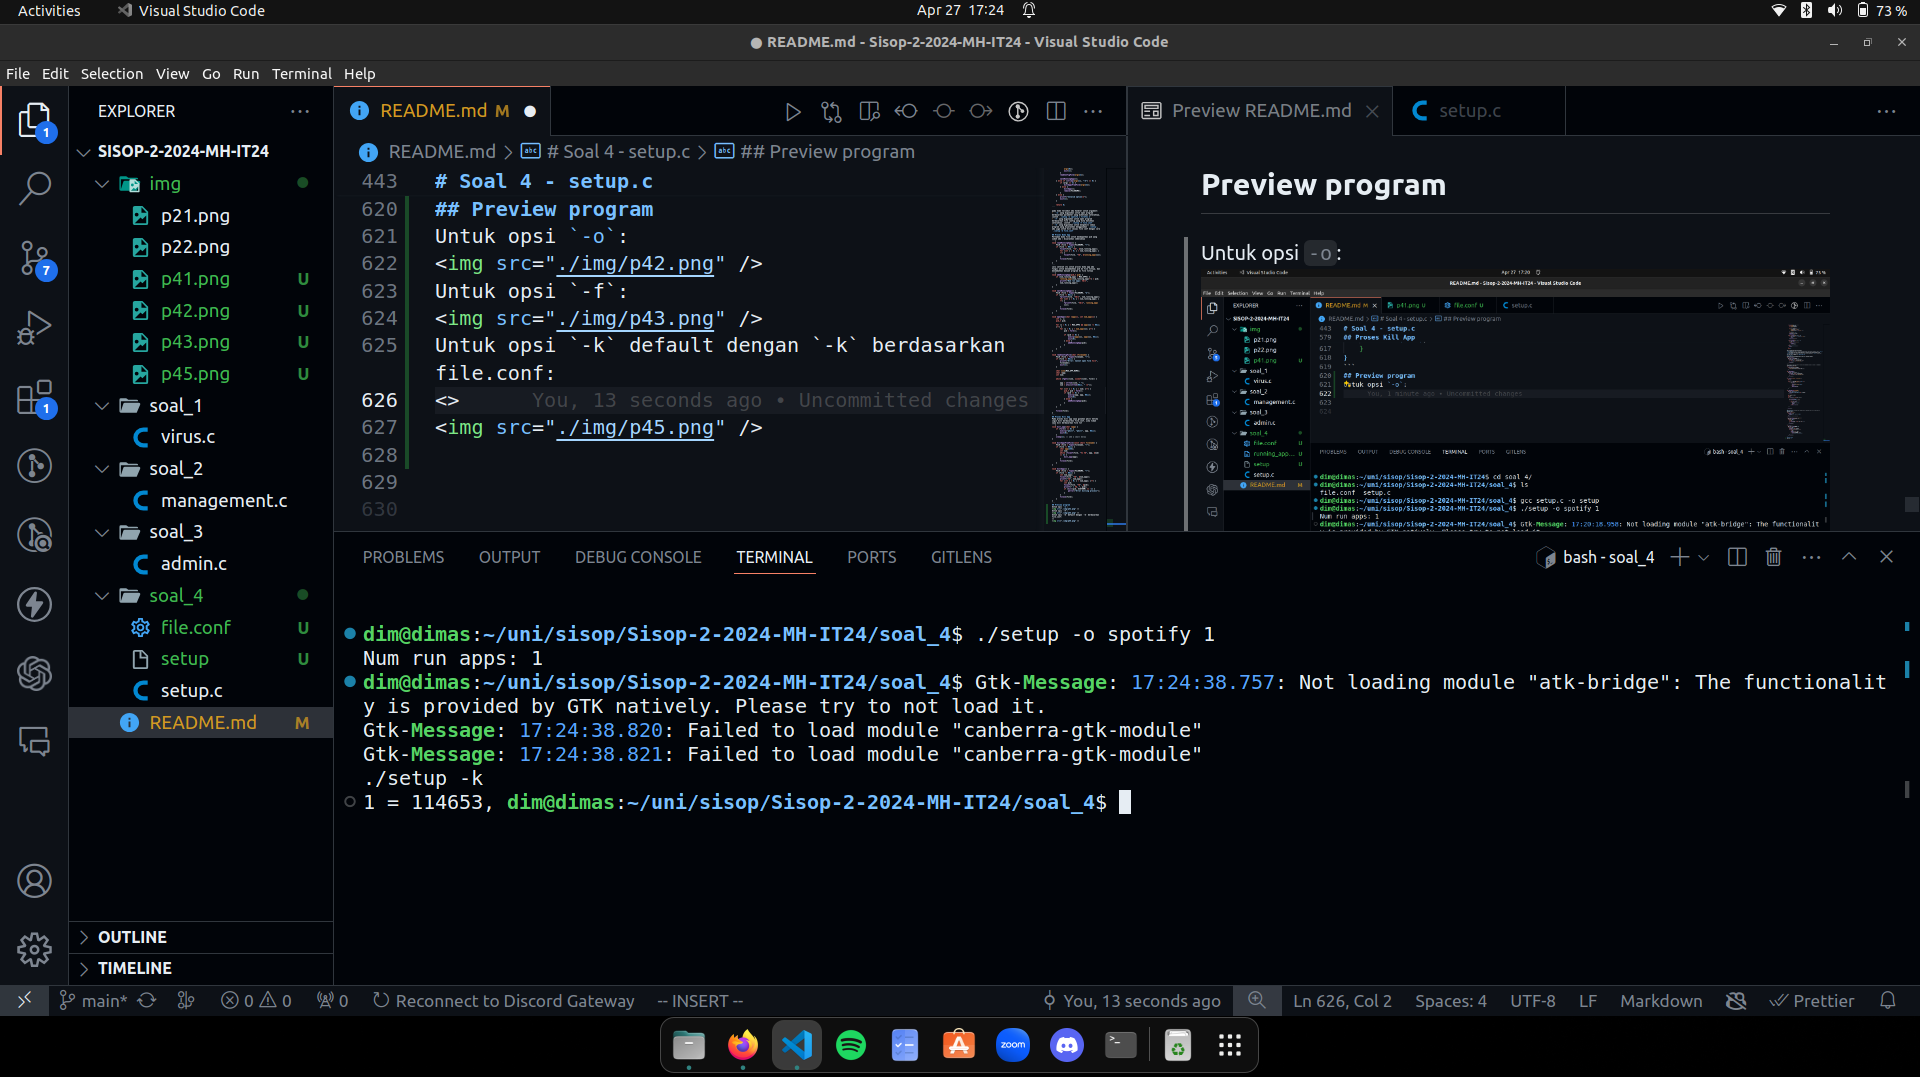 Activities
Visual Studio Code
Apr 27 17:24
73 %
● README.md - Sisop-2-2024-MH-IT24 - Visual Studio Code
File Edit Selection View Go Run Terminal Help
EXPLORER
SISOP-2-2024-MH-IT24
img
p21.png
p22.png
p41.png U
p42.png U
p43.png U
p45.png U
soal_1
virus.c
soal_2
management.c
soal_3
admin.c
soal_4
file.conf U
setup U
setup.c
README.md M
OUTLINE
TIMELINE
1
7
1
README.md M
README.md > # Soal 4 - setup.c > ## Preview program
443 # Soal 4 - setup.c
620 ## Preview program
621 Untuk opsi `-o`:
622 <img src="./img/p42.png" />
623 Untuk opsi `-f`:
624 <img src="./img/p43.png" />
625 Untuk opsi `-k` default dengan `-k` berdasarkan
file.conf:
626 <> You, 13 seconds ago • Uncommitted changes
627 <img src="./img/p45.png" />
628
629
630
Preview README.md
setup.c
Preview program
Untuk opsi -o:
PROBLEMS OUTPUT DEBUG CONSOLE TERMINAL PORTS GITLENS
bash - soal_4
dim@dimas:~/uni/sisop/Sisop-2-2024-MH-IT24/soal_4$ ./setup -o spotify 1
Num run apps: 1
dim@dimas:~/uni/sisop/Sisop-2-2024-MH-IT24/soal_4$ Gtk-Message: 17:24:38.757: Not loading module "atk-bridge": The functionalit
y is provided by GTK natively. Please try to not load it.
Gtk-Message: 17:24:38.820: Failed to load module "canberra-gtk-module"
Gtk-Message: 17:24:38.821: Failed to load module "canberra-gtk-module"
./setup -k
1 = 114653, dim@dimas:~/uni/sisop/Sisop-2-2024-MH-IT24/soal_4$
main* 0 0 0 Reconnect to Discord Gateway -- INSERT -- You, 13 seconds ago Ln 626, Col 2 Spaces: 4 UTF-8 LF Markdown Prettier
zoom